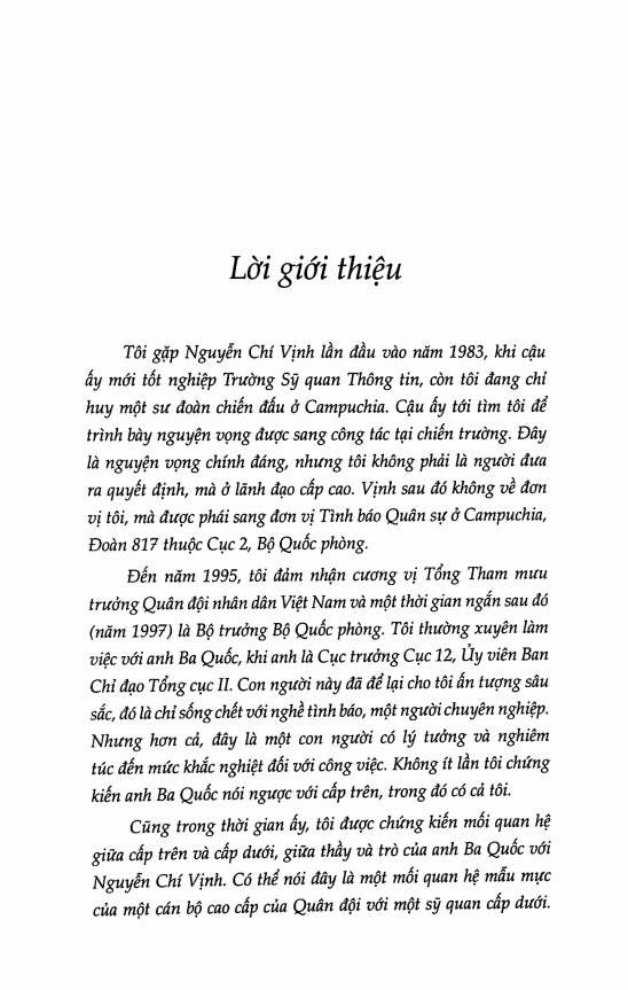 Lời giới thiệu
Tôi gặp Nguyễn Chí Vịnh lần đầu vào năm 1983, khi cậu
ấy mới tốt nghiệp Trường Sỹ quan Thông tin, còn tôi đang chỉ
huy một sư đoàn chiến đấu ở Campuchia. Cậu ấy tới tìm tôi để
trình bày nguyện vọng được sang công tác tại chiến trường. Đây
là nguyện vọng chính đáng, nhưng tôi không phải là người đưa
ra quyết định, mà ở lãnh đạo cấp cao. Vịnh sau đó không về đơn
vị tôi, mà được phái sang đơn vị Tình báo Quân sự ở Campuchia,
Đoàn 817 thuộc Cục 2, Bộ Quốc phòng.
Đến năm 1995, tôi đảm nhận cương vị Tổng Tham mưu
trưởng Quân đội nhân dân Việt Nam và một thời gian ngắn sau đó
(năm 1997) là Bộ trưởng Bộ Quốc phòng. Tôi thường xuyên làm
việc với anh Ba Quốc, khi anh là Cục trưởng Cục 12, Ủy viên Ban
Chỉ đạo Tổng cục II. Con người này đã để lại cho tôi ấn tượng sâu
sắc, đó là chỉ sống chết với nghề tình báo, một người chuyên nghiệp.
Nhưng hơn cả, đây là một con người có lý tưởng và nghiêm
túc đến mức khắc nghiệt đối với công việc. Không ít lần tôi chứng
kiến anh Ba Quốc nói ngược với cấp trên, trong đó có cả tôi.
Cũng trong thời gian ấy, tôi được chứng kiến mối quan hệ
giữa cấp trên và cấp dưới, giữa thầy và trò của anh Ba Quốc với
Nguyễn Chí Vịnh. Có thể nói đây là một mối quan hệ mẫu mực
của một cán bộ cao cấp của Quân đội với một sỹ quan cấp dưới.